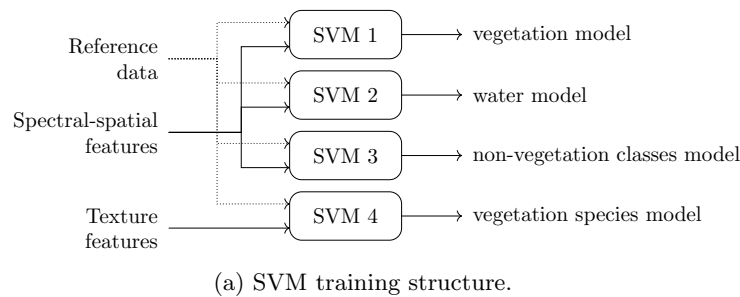 SVM 1
vegetation model
Reference
data
SVM 2
water model
Spectral-spatial
features
SVM 3
non-vegetation classes model
Texture
features
SVM 4
vegetation species model
(a) SVM training structure.